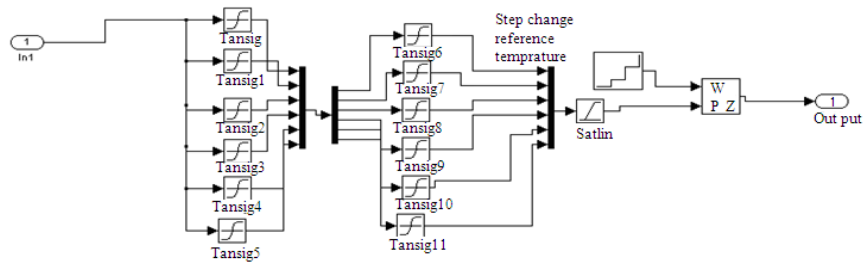 1
In1
Tansig
Tansig1
Tansig2
Tansig3
Tansig4
Tansig5
Tansig6
Tansig7
Tansig8
Tansig9
Tansig10
Tansig11
Step change
reference
temprature
Satlin
W
P Z
1
Out put